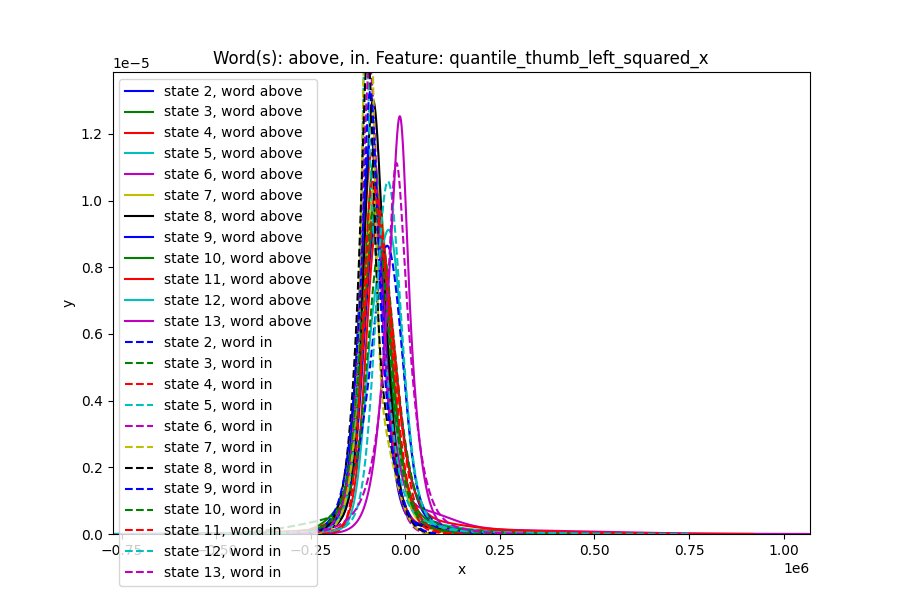 Word(s): above, in. Feature: quantile_thumb_left_squared_x
1e−5
state 2, word above
state 3, word above
state 4, word above
state 5, word above
state 6, word above
state 7, word above
state 8, word above
state 9, word above
state 10, word above
state 11, word above
state 12, word above
state 13, word above
state 2, word in
state 3, word in
state 4, word in
state 5, word in
state 6, word in
state 7, word in
state 8, word in
state 9, word in
state 10, word in
state 11, word in
state 12, word in
state 13, word in
1.2
1.0
0.8
0.6
0.4
0.2
0.0
y
−0.75 −0.50 −0.25 0.00 0.25 0.50 0.75 1.00
x
1e6